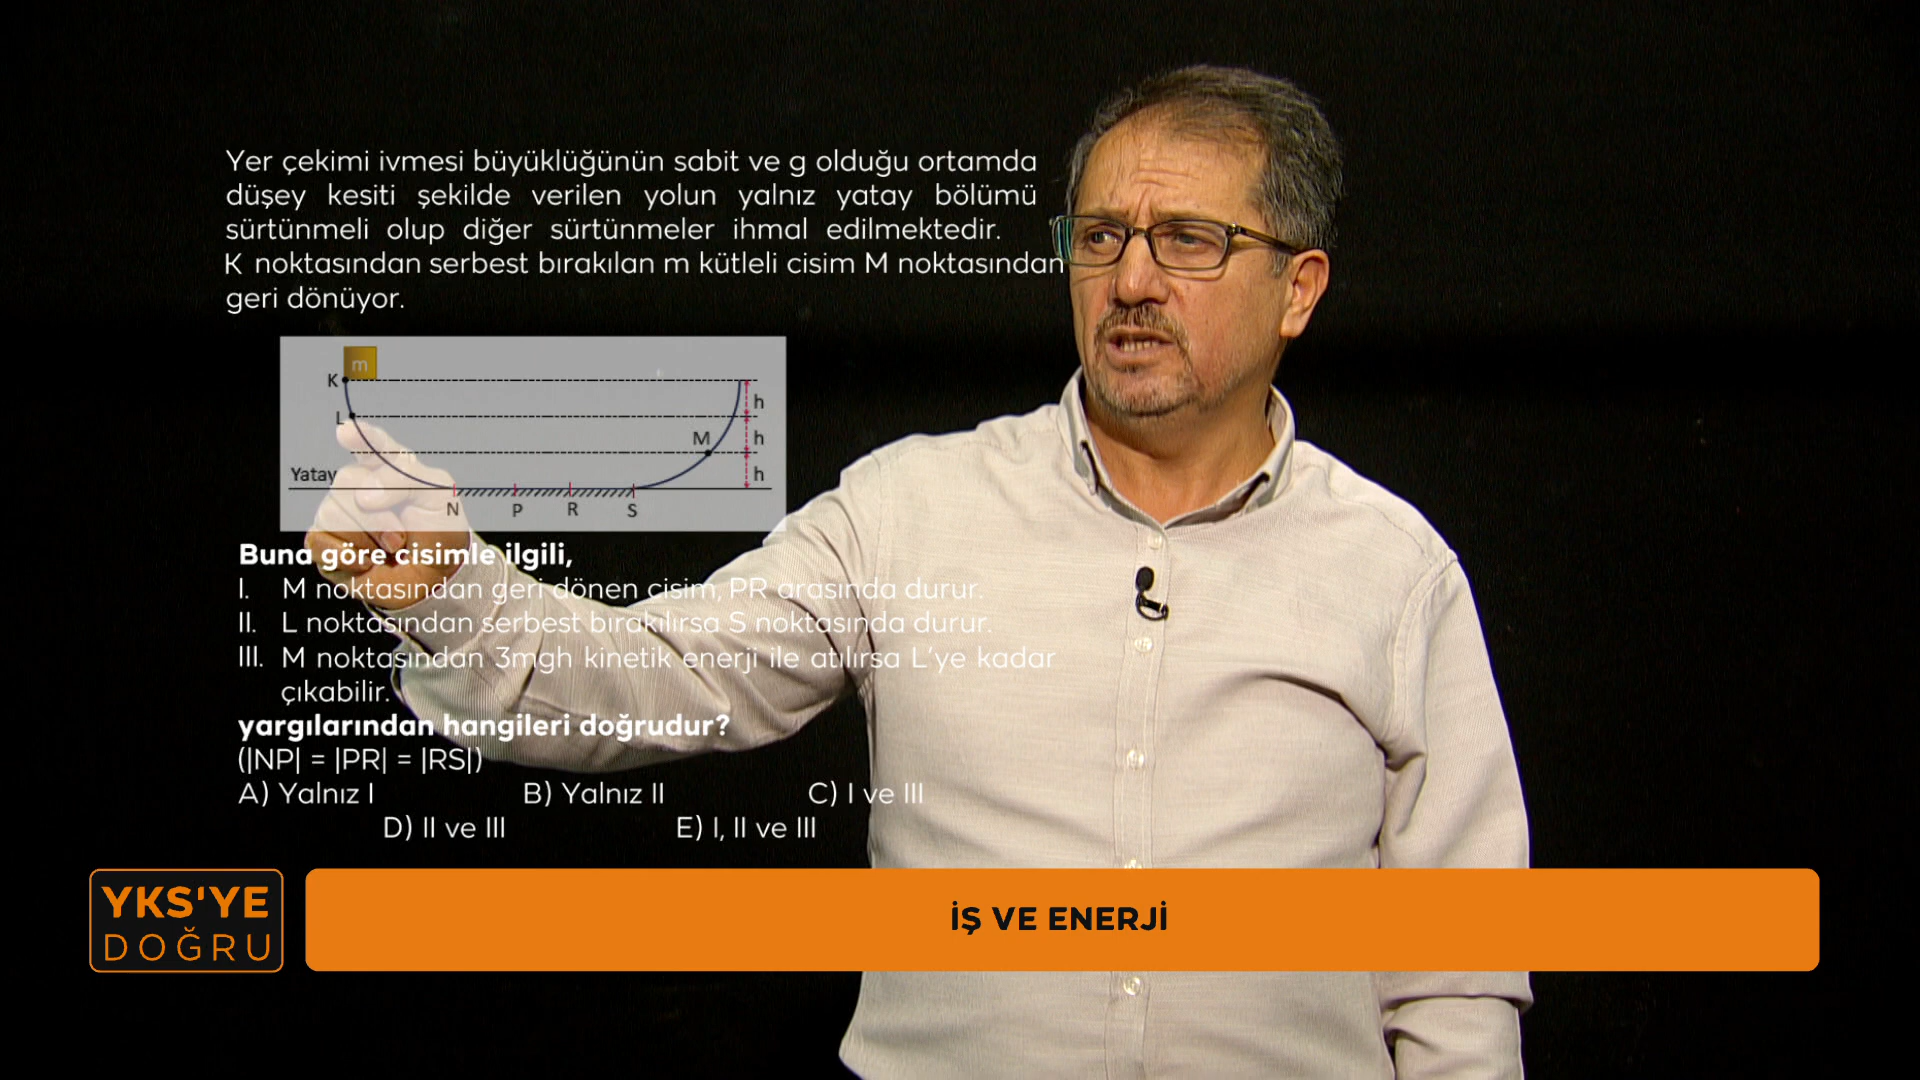 Yer çekimi ivmesi büyüklüğünün sabit ve g olduğu ortamda
düşey kesiti şekilde verilen yolun yalnız yatay bölümü
sürtünmeli olup diğer sürtünmeler ihmal edilmektedir.
K noktasından serbest bırakılan m kütleli cisim M noktasından
geri dönüyor.
m
K
h
L
M
h
Yatay
h
N P R S
Buna göre cisimle ilgili,
I. M noktasından geri dönen cisim, PR arasında durur.
II. L noktasından serbest bırakılırsa S noktasında durur.
III. M noktasından 3mgh kinetik enerji ile atılırsa L'ye kadar
çıkabilir.
yargılarından hangileri doğrudur?
(|NP| = |PR| = |RS|)
A) Yalnız I B) Yalnız II C) I ve III
D) II ve III E) I, II ve III
YKS'YE
DOĞRU
İŞ VE ENERJİ